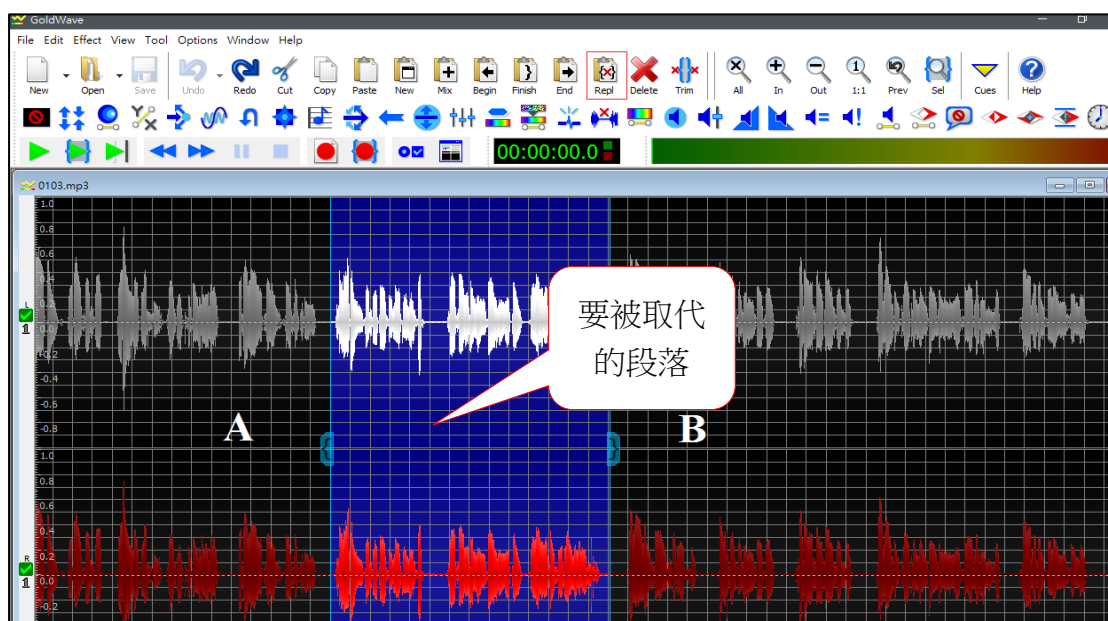 GoldWave
File Edit Effect View Tool Options Window Help
New Open Save Undo Redo Cut Copy Paste New Mix Begin Finish End Repl Delete Trim All In Out 1:1 Prev Sel Cues Help
00:00:00.0
0103.mp3
1.0
0.8
0.6
0.4
L
0.2
1
0.0
-0.2
-0.4
-0.5
-0.8
要被取代
的段落
A
B
1.0
0.8
0.6
0.4
R
0.2
1
0.0
-0.2